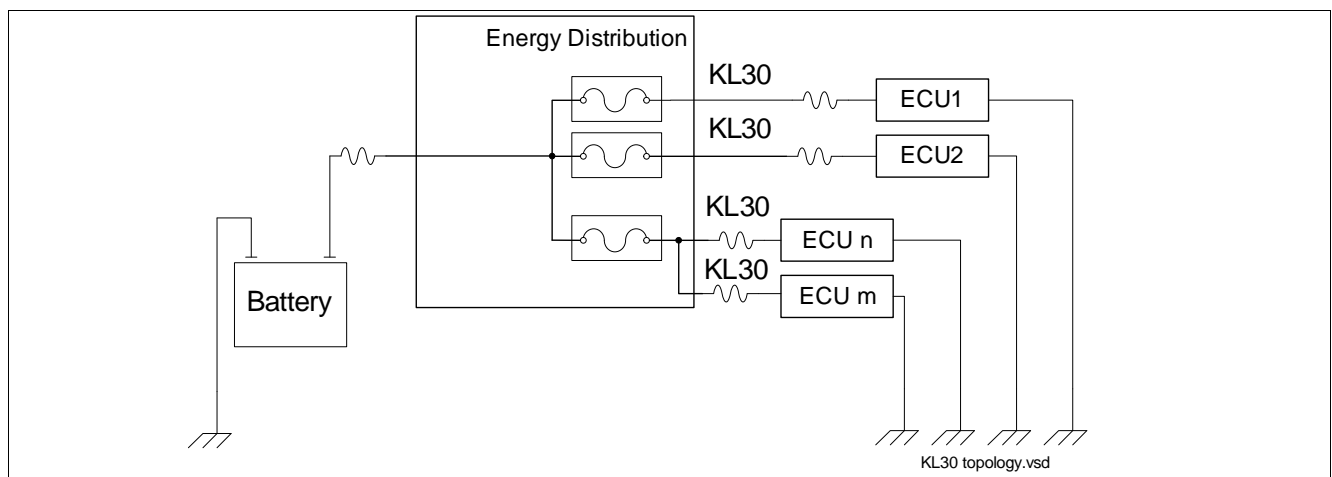 Energy Distribution
KL30
ECU1
KL30
ECU2
KL30
ECU n
KL30
ECU m
Battery
KL30 topology.vsd